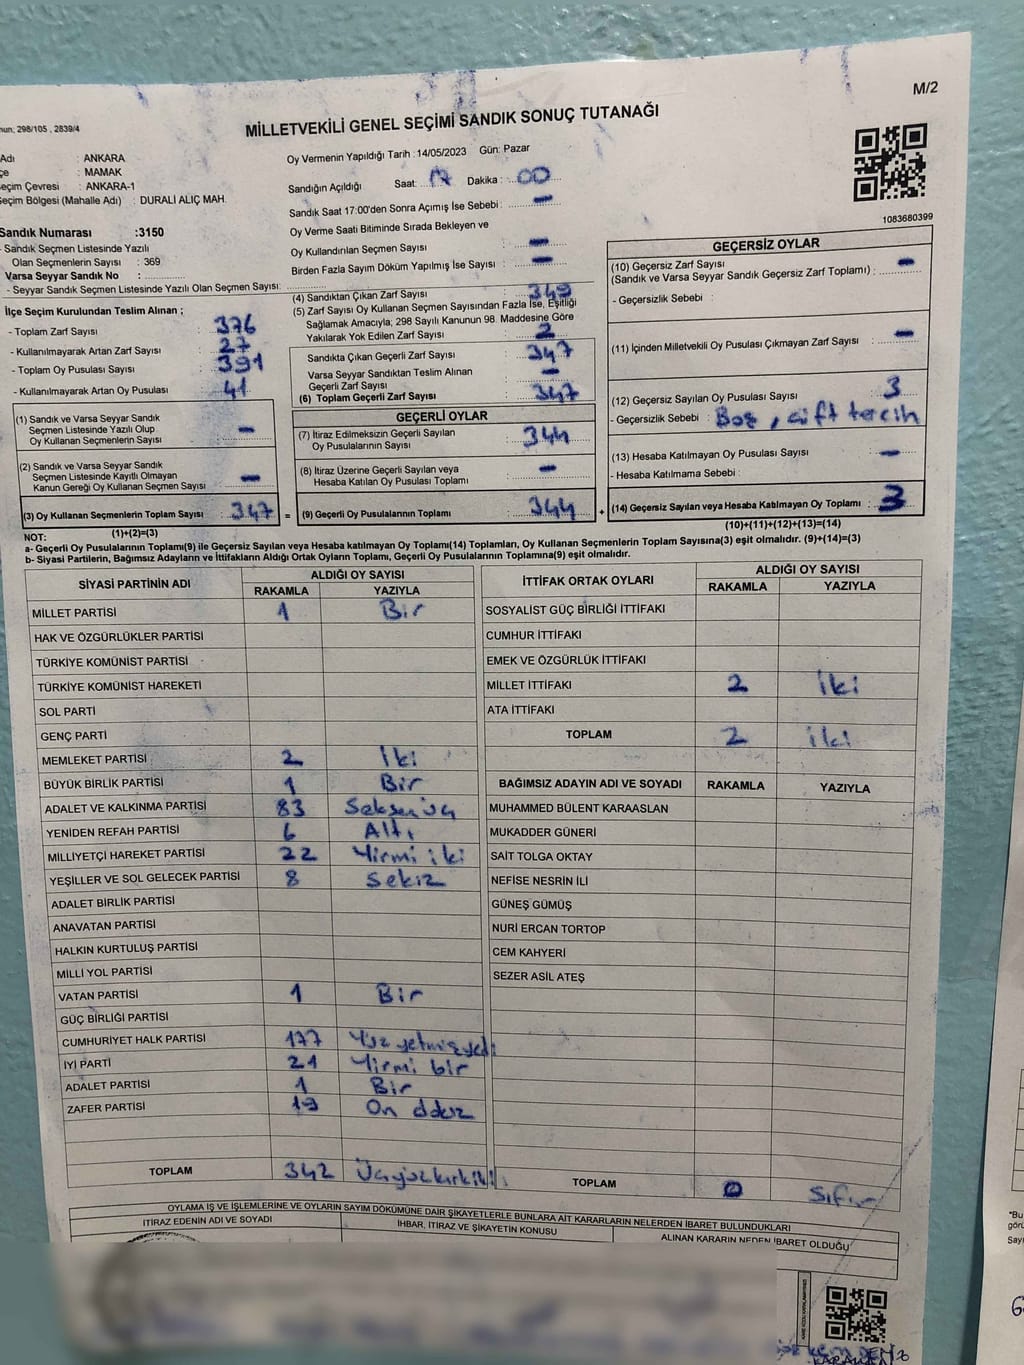 M/2
nun, 298/105 , 2839/4
MİLLETVEKİLİ GENEL SEÇİMİ SANDIK SONUÇ TUTANAĞI
Adı : ANKARA
çe : MAMAK
eçim Çevresi : ANKARA-1
eçim Bölgesi (Mahalle Adı) : DURALİ ALIÇ MAH.
Sandık Numarası :3150
- Sandık Seçmen Listesinde Yazılı
Olan Seçmenlerin Sayısı : 369
Varsa Seyyar Sandık No :
- Seyyar Sandık Seçmen Listesinde Yazılı Olan Seçmen Sayısı:
Oy Vermenin Yapıldığı Tarih : 14/05/2023 Gün: Pazar
Sandığın Açıldığı Saat: 17 Dakika : 00
Sandık Saat 17:00'den Sonra Açımış İse Sebebi : -
Oy Verme Saati Bitiminde Sırada Bekleyen ve
Oy Kullandırılan Seçmen Sayısı -
Birden Fazla Sayım Döküm Yapılmış İse Sayısı : -
1083680399
İlçe Seçim Kurulundan Teslim Alınan ;
- Toplam Zarf Sayısı : 376
- Kullanılmayarak Artan Zarf Sayısı : 27
- Toplam Oy Pusulası Sayısı : 391
- Kullanılmayarak Artan Oy Pusulası : 41
(1) Sandık ve Varsa Seyyar Sandık
Seçmen Listesinde Yazılı Olup
Oy Kullanan Seçmenlerin Sayısı : -
(2) Sandık ve Varsa Seyyar Sandık
Seçmen Listesinde Kayıtlı Olmayan
Kanun Gereği Oy Kullanan Seçmen Sayısı : -
(3) Oy Kullanan Seçmenlerin Toplam Sayısı : 347
(1)+(2)=(3)
(4) Sandıktan Çıkan Zarf Sayısı : 349
(5) Zarf Sayısı Oy Kullanan Seçmen Sayısından Fazla İse, Eşitliği
Sağlamak Amacıyla, 298 Sayılı Kanunun 98. Maddesine Göre
Yakılarak Yok Edilen Zarf Sayısı : 2
Sandıkta Çıkan Geçerli Zarf Sayısı : 347
Varsa Seyyar Sandıktan Teslim Alınan
Geçerli Zarf Sayısı : -
(6) Toplam Geçerli Zarf Sayısı : 347
GEÇERLİ OYLAR
(7) İtiraz Edilmeksizin Geçerli Sayılan
Oy Pusulalarının Sayısı : 344
(8) İtiraz Üzerine Geçerli Sayılan veya
Hesaba Katılan Oy Pusulası Toplamı : -
= (9) Geçerli Oy Pusulalarının Toplamı : 344 +
GEÇERSİZ OYLAR
(10) Geçersiz Zarf Sayısı
(Sandık ve Varsa Seyyar Sandık Geçersiz Zarf Toplamı) : -
- Geçersizlik Sebebi :
(11) İçinden Milletvekili Oy Pusulası Çıkmayan Zarf Sayısı : -
(12) Geçersiz Sayılan Oy Pusulası Sayısı : 3
- Geçersizlik Sebebi : Boş , çift tercih
(13) Hesaba Katılmayan Oy Pusulası Sayısı : -
- Hesaba Katılmama Sebebi :
(14) Geçersiz Sayılan veya Hesaba Katılmayan Oy Toplamı : 3
(10)+(11)+(12)+(13)=(14)
NOT:
a- Geçerli Oy Pusulalarının Toplamı(9) ile Geçersiz Sayılan veya Hesaba katılmayan Oy Toplamı(14) Toplamları, Oy Kullanan Seçmenlerin Toplam Sayısına(3) eşit olmalıdır. (9)+(14)=(3)
b- Siyasi Partilerin, Bağımsız Adayların ve İttifakların Aldığı Ortak Oyların Toplamı, Geçerli Oy Pusulalarının Toplamına(9) eşit olmalıdır.
SİYASİ PARTİNİN ADI ALDIĞI OY SAYISI
RAKAMLA YAZIYLA
MİLLET PARTİSİ 1 Bir
HAK VE ÖZGÜRLÜKLER PARTİSİ
TÜRKİYE KOMÜNİST PARTİSİ
TÜRKİYE KOMÜNİST HAREKETİ
SOL PARTİ
GENÇ PARTİ
MEMLEKET PARTİSİ 2 İki
BÜYÜK BİRLİK PARTİSİ 1 Bir
ADALET VE KALKINMA PARTİSİ 83 Seksen üç
YENİDEN REFAH PARTİSİ 6 Altı
MİLLİYETÇİ HAREKET PARTİSİ 22 Yirmi iki
YEŞİLLER VE SOL GELECEK PARTİSİ 8 Sekiz
ADALET BİRLİK PARTİSİ
ANAVATAN PARTİSİ
HALKIN KURTULUŞ PARTİSİ
MİLLİ YOL PARTİSİ
VATAN PARTİSİ 1 Bir
GÜÇ BİRLİĞİ PARTİSİ
CUMHURİYET HALK PARTİSİ 177 Yüz yetmiş yedi
İYİ PARTİ 21 Yirmi bir
ADALET PARTİSİ 1 Bir
ZAFER PARTİSİ 19 On dokuz
TOPLAM 342 Üçyüzkırkiki
İTTİFAK ORTAK OYLARI ALDIĞI OY SAYISI
RAKAMLA YAZIYLA
SOSYALİST GÜÇ BİRLİĞİ İTTİFAKI
CUMHUR İTTİFAKI
EMEK VE ÖZGÜRLÜK İTTİFAKI
MİLLET İTTİFAKI 2 İki
ATA İTTİFAKI
TOPLAM 2 iki
BAĞIMSIZ ADAYIN ADI VE SOYADI RAKAMLA YAZIYLA
MUHAMMED BÜLENT KARAASLAN
MUKADDER GÜNERİ
SAİT TOLGA OKTAY
NEFİSE NESRİN İLİ
GÜNEŞ GÜMÜŞ
NURİ ERCAN TORTOP
CEM KAHYERİ
SEZER ASIL ATEŞ
TOPLAM 0 Sıfır
OYLAMA İŞ VE İŞLEMLERİNE VE OYLARIN SAYIM DÖKÜMÜNE DAİR ŞİKAYETLERLE BUNLARA AİT KARARLARIN NELERDEN İBARET BULUNDUKLARI
İTİRAZ EDENİN ADI VE SOYADI İHBAR, İTİRAZ VE ŞİKAYETİN KONUSU ALINAN KARARIN NEDEN İBARET OLDUĞU
"Bu
görü
Sayı